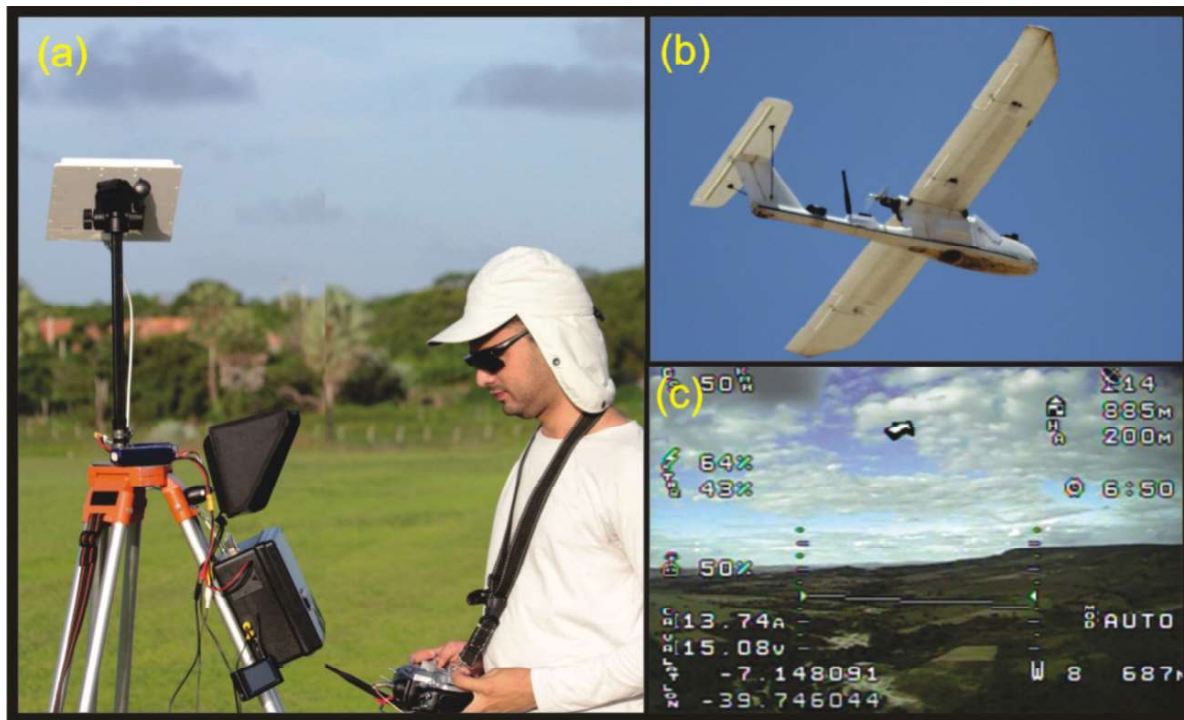 (a)
(b)
(c)
50
14
885M
200M
64%
43%
6:50
50%
13.74A
AUTO
15.08V
-7.148091
W 8 687M
-39.746044